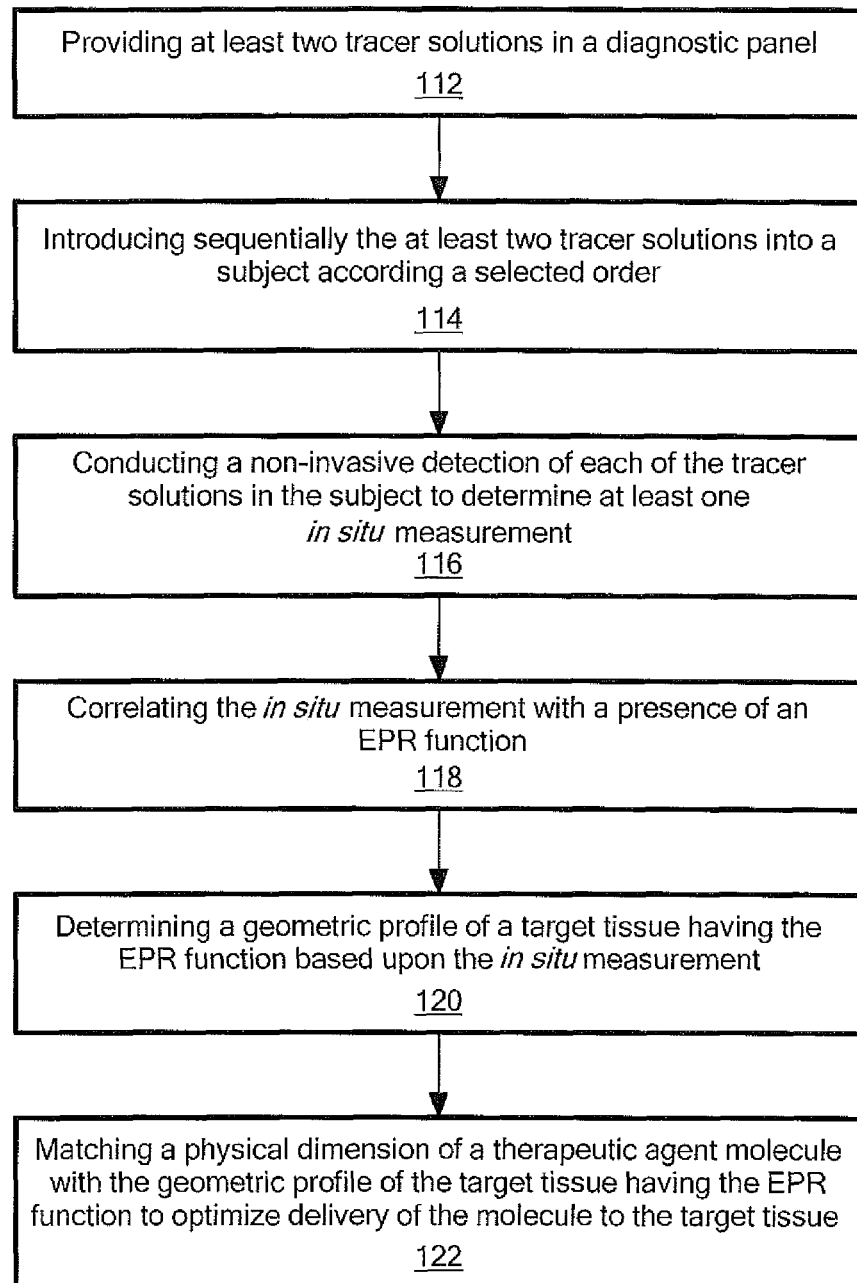 Providing at least two tracer solutions in a diagnostic panel
112
Introducing sequentially the at least two tracer solutions into a
subject according a selected order
114
Conducting a non-invasive detection of each of the tracer
solutions in the subject to determine at least one
in situ measurement
116
Correlating the in situ measurement with a presence of an
EPR function
118
Determining a geometric profile of a target tissue having the
EPR function based upon the in situ measurement
120
Matching a physical dimension of a therapeutic agent molecule
with the geometric profile of the target tissue having the EPR
function to optimize delivery of the molecule to the target tissue
122